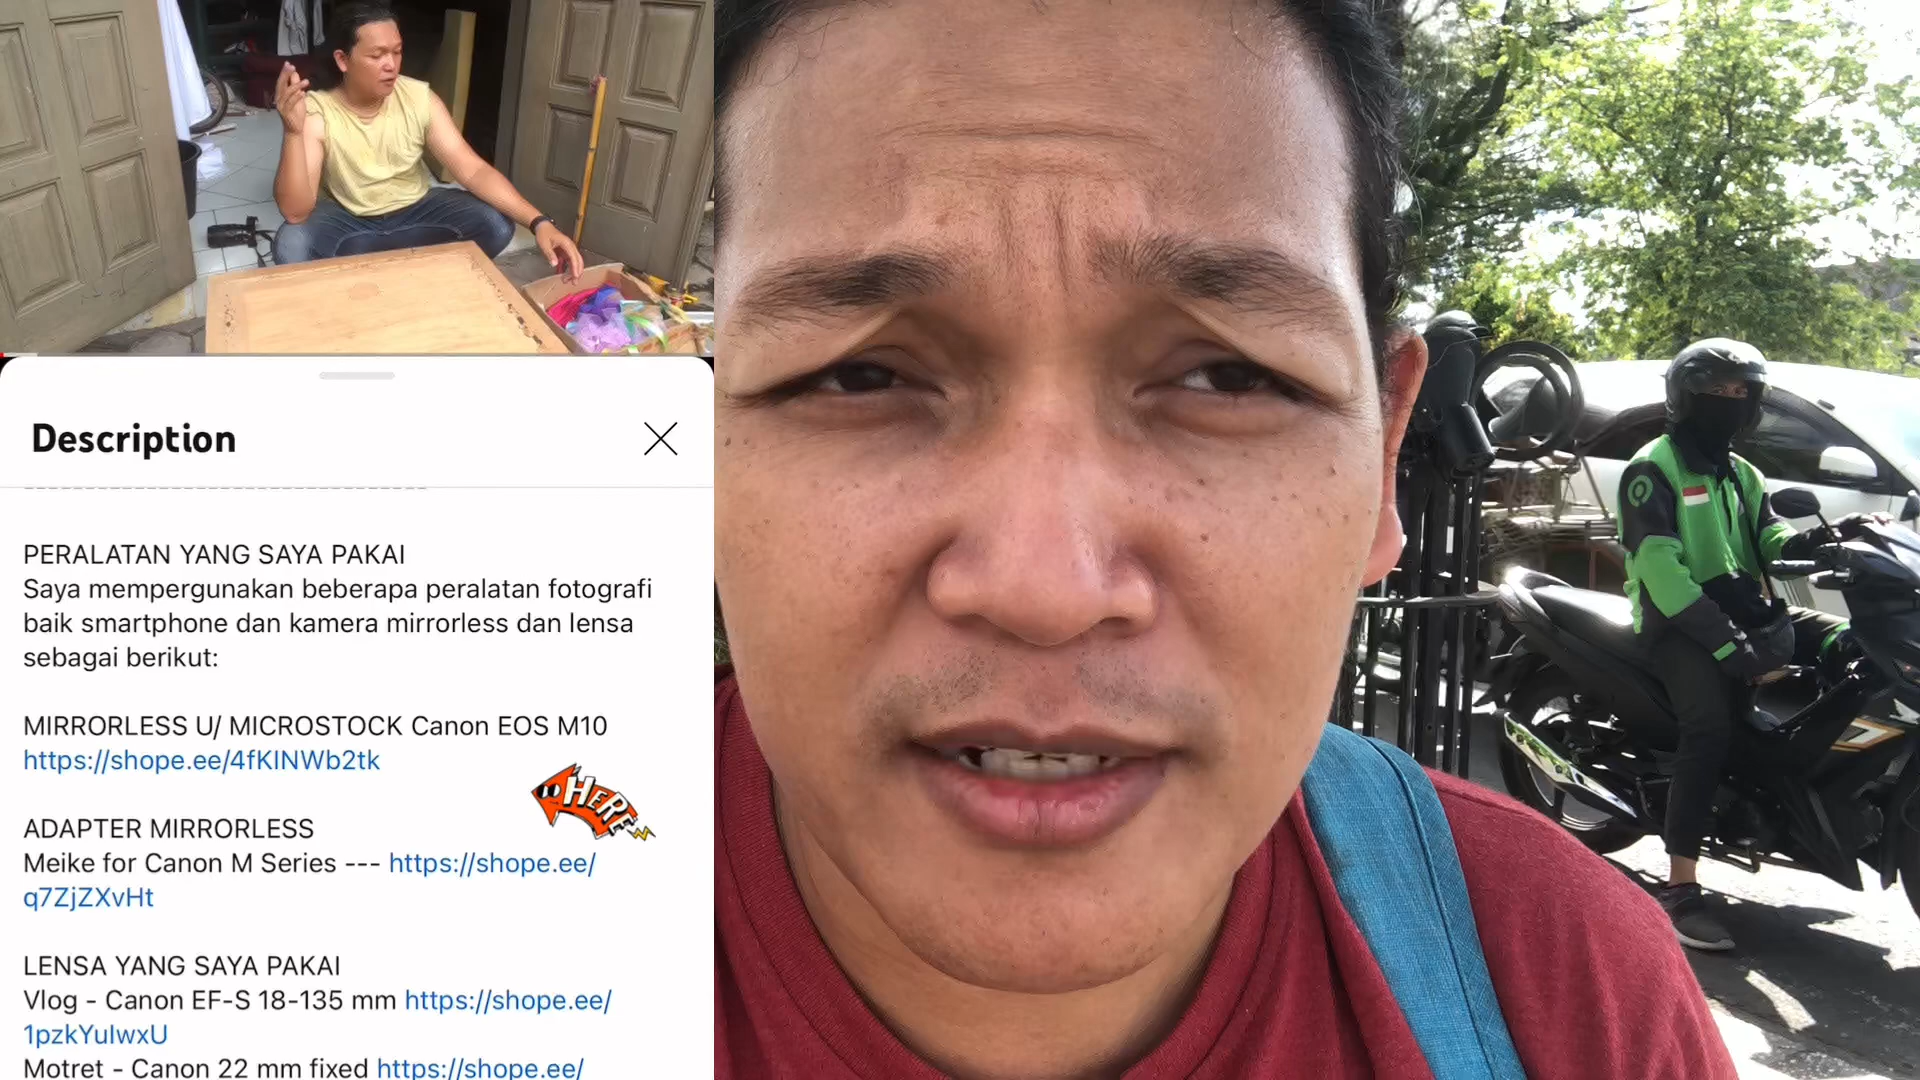 Description
PERALATAN YANG SAYA PAKAI
Saya mempergunakan beberapa peralatan fotografi
baik smartphone dan kamera mirrorless dan lensa
sebagai berikut:
MIRRORLESS U/ MICROSTOCK Canon EOS M10
https://shope.ee/4fKINWb2tk
HERE
ADAPTER MIRRORLESS
Meike for Canon M Series --- https://shope.ee/
q7ZjZXvHt
LENSA YANG SAYA PAKAI
Vlog - Canon EF-S 18-135 mm https://shope.ee/
1pzkYulwxU
Motret - Canon 22 mm fixed https://shope.ee/